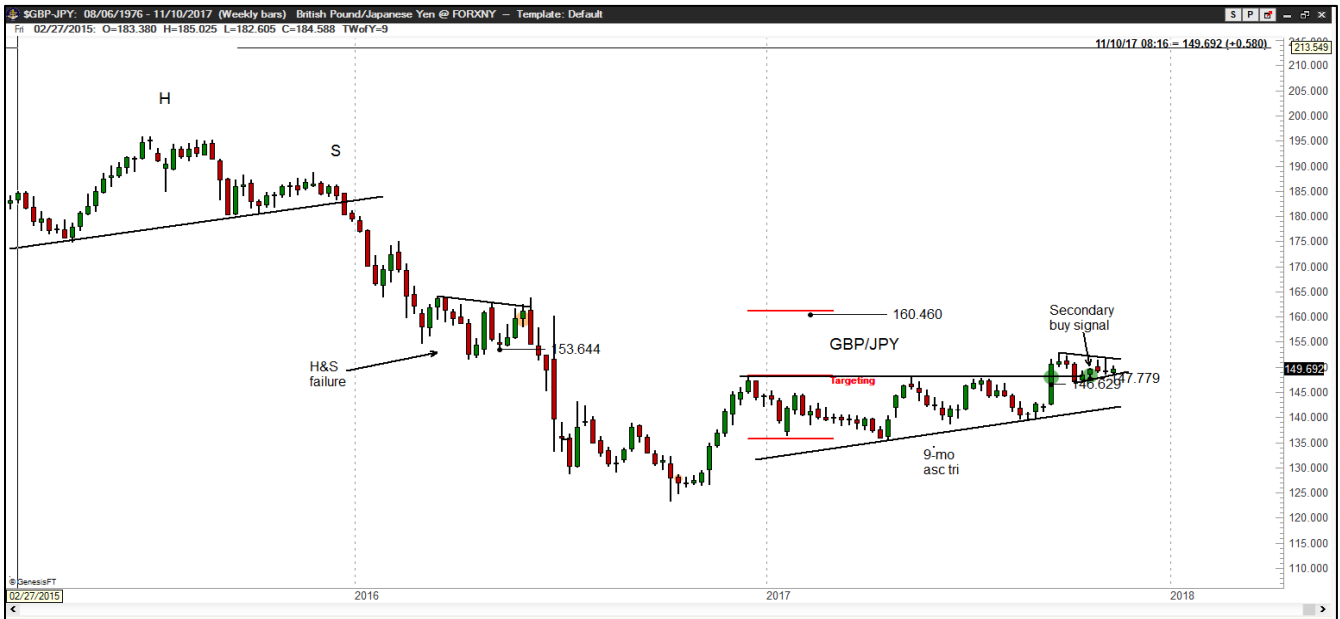 $GBP-JPY: 08/06/1976 - 11/10/2017 (Weekly bars) British Pound/Japanese Yen @ FORXNY – Template: Default
S P
Fri 02/27/2015: O=183.380 H=185.025 L=182.605 C=184.588 TWofY=9
11/10/17 08:16 = 149.692 (+0.580)
213.549
210.000
205.000
H
200.000
195.000
S
190.000
185.000
180.000
175.000
170.000
165.000
160.000
160.460
Secondary
buy signal
GBP/JPY
155.000
153.644
H&S
failure
149.692
Targeting
146.629
47.779
145.000
140.000
135.000
9-mo
asc tri
130.000
125.000
120.000
115.000
110.000
© GenesisFT
02/27/2015
2016
2017
2018